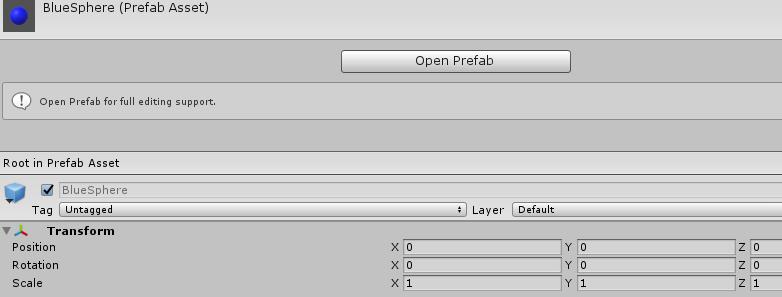 BlueSphere (Prefab Asset)
Open Prefab
Open Prefab for full editing support.
Root in Prefab Asset
BlueSphere
Tag Untagged Layer Default
Transform
Position X 0 Y 0 Z 0
Rotation X 0 Y 0 Z 0
Scale X 1 Y 1 Z 1